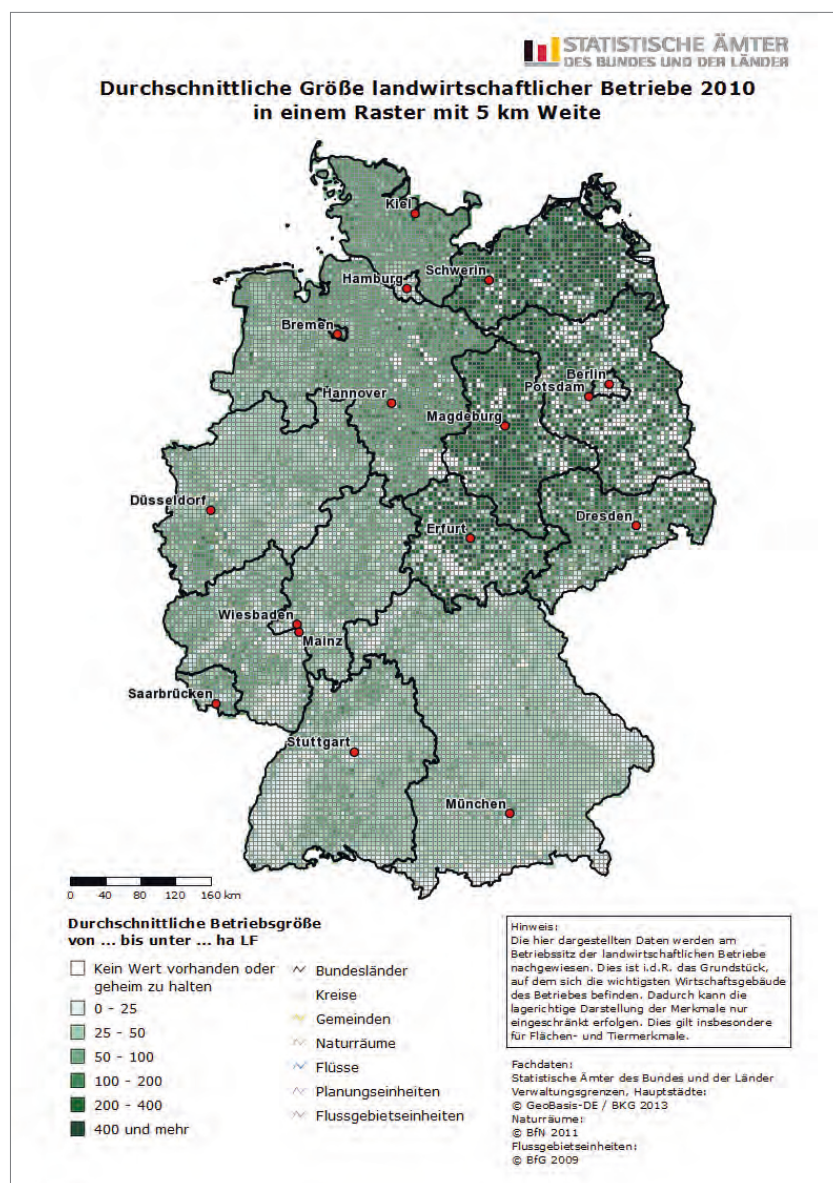 STATISTISCHE ÄMTER
DES BUNDES UND DER LÄNDER
Durchschnittliche Größe landwirtschaftlicher Betriebe 2010
in einem Raster mit 5 km Weite
Kiel
Schwerin
Hamburg
Bremen
Berlin
Potsdam
Hannover
Magdeburg
Düsseldorf
Erfurt
Dresden
Wiesbaden
Mainz
Saarbrücken
Stuttgart
München
0 40 80 120 160 km
Durchschnittliche Betriebsgröße
von ... bis unter ... ha LF
Kein Wert vorhanden oder
geheim zu halten
0 - 25
25 - 50
50 - 100
100 - 200
200 - 400
400 und mehr
Bundesländer
Kreise
Gemeinden
Naturräume
Flüsse
Planungseinheiten
Flussgebietseinheiten
Hinweis:
Die hier dargestellten Daten werden am
Betriebssitz der landwirtschaftlichen Betriebe
nachgewiesen. Dies ist i.d.R. das Grundstück,
auf dem sich die wichtigsten Wirtschaftsgebäude
des Betriebes befinden. Dadurch kann die
lagerichtige Darstellung der Merkmale nur
eingeschränkt erfolgen. Dies gilt insbesondere
für Flächen- und Tiermerkmale.
Fachdaten:
Statistische Ämter des Bundes und der Länder
Verwaltungsgrenzen, Hauptstädte:
© GeoBasis-DE / BKG 2013
Naturräume:
© BfN 2011
Flussgebietseinheiten:
© BfG 2009